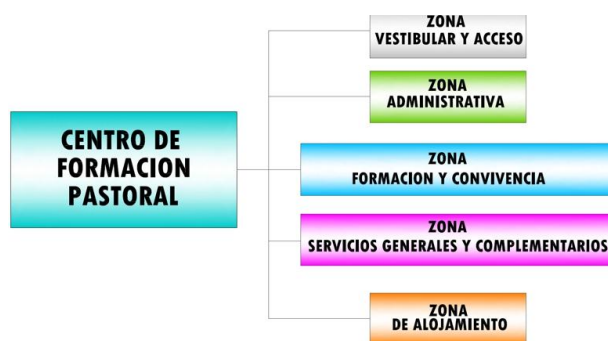 CENTRO DE
FORMACION
PASTORAL
ZONA
VESTIBULAR Y ACCESO
ZONA
ADMINISTRATIVA
ZONA
FORMACION Y CONVIVENCIA
ZONA
SERVICIOS GENERALES Y COMPLEMENTARIOS
ZONA
DE ALOJAMIENTO